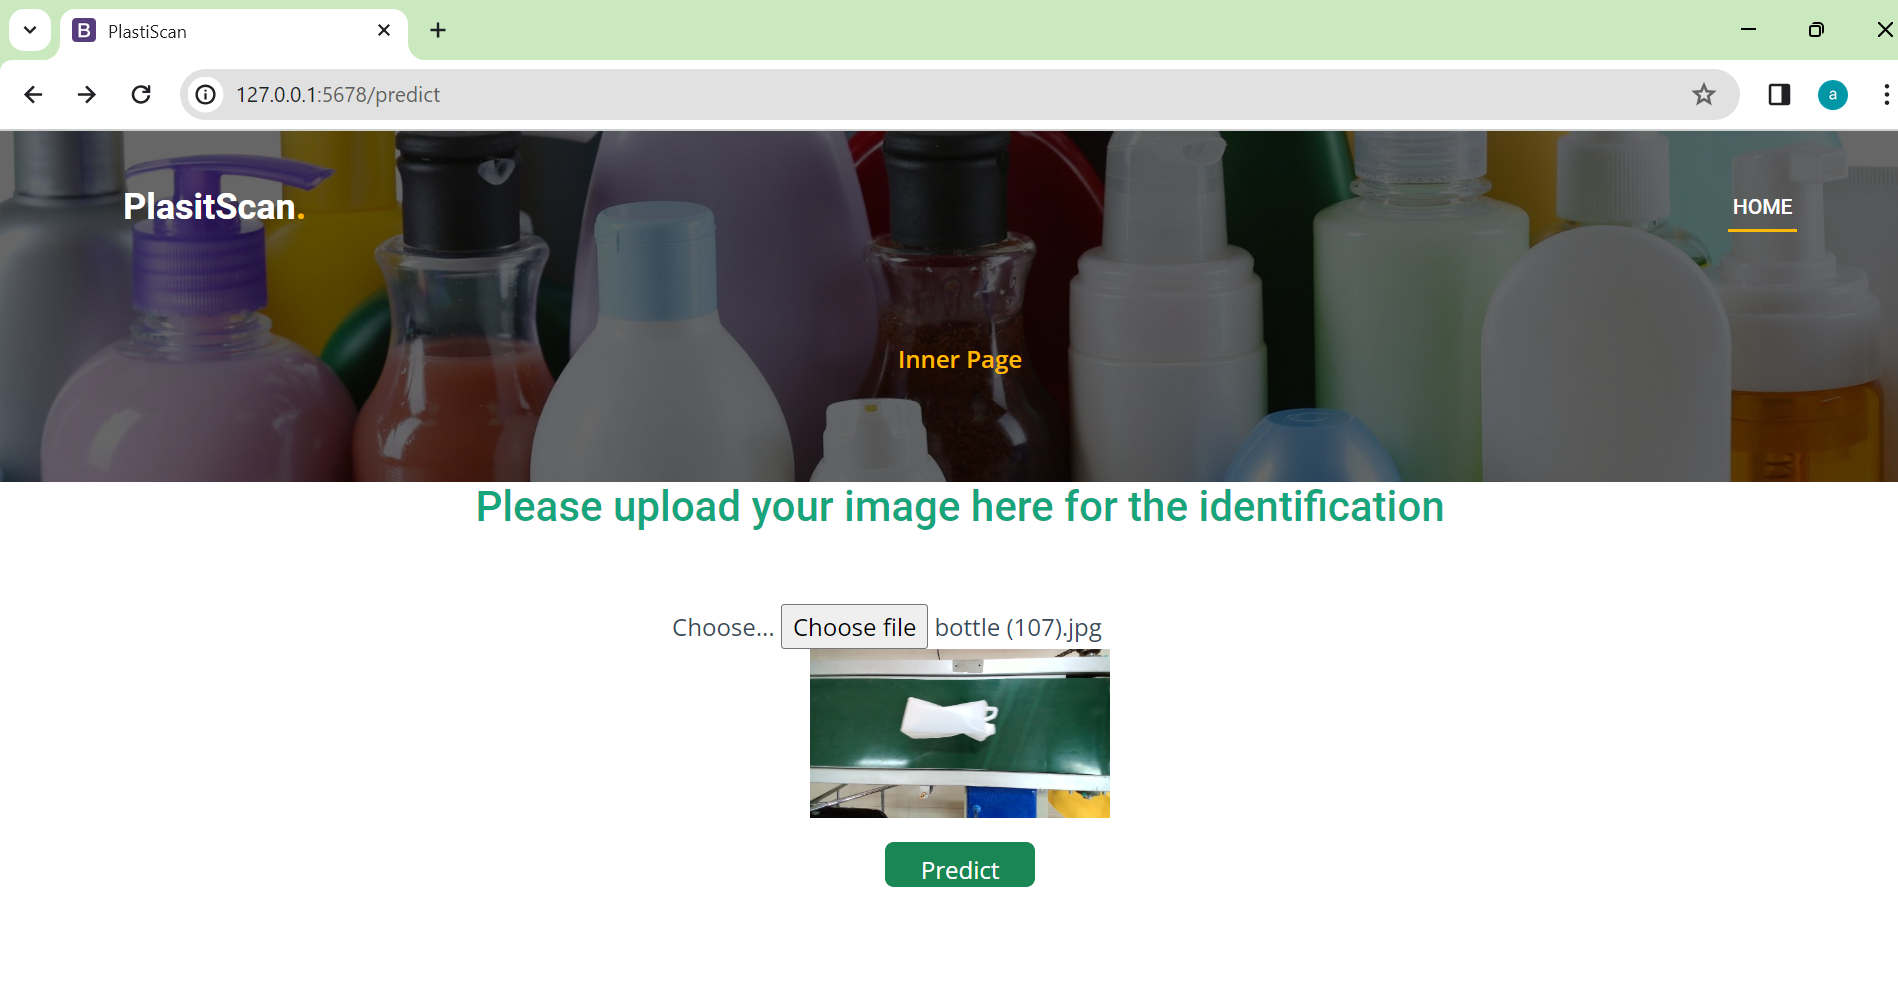 PlastiScan
127.0.0.1:5678/predict
a
PlasitScan.
HOME
Inner Page
Please upload your image here for the identification
Choose... Choose file bottle (107).jpg
Predict